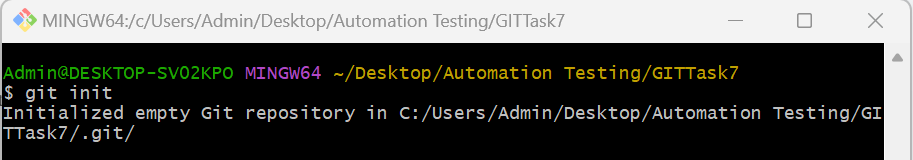 MINGW64:/c/Users/Admin/Desktop/Automation Testing/GITTask7
Admin@DESKTOP-SV02KPO MINGW64 ~/Desktop/Automation Testing/GITTask7
$ git init
Initialized empty Git repository in C:/Users/Admin/Desktop/Automation Testing/GI
TTask7/.git/